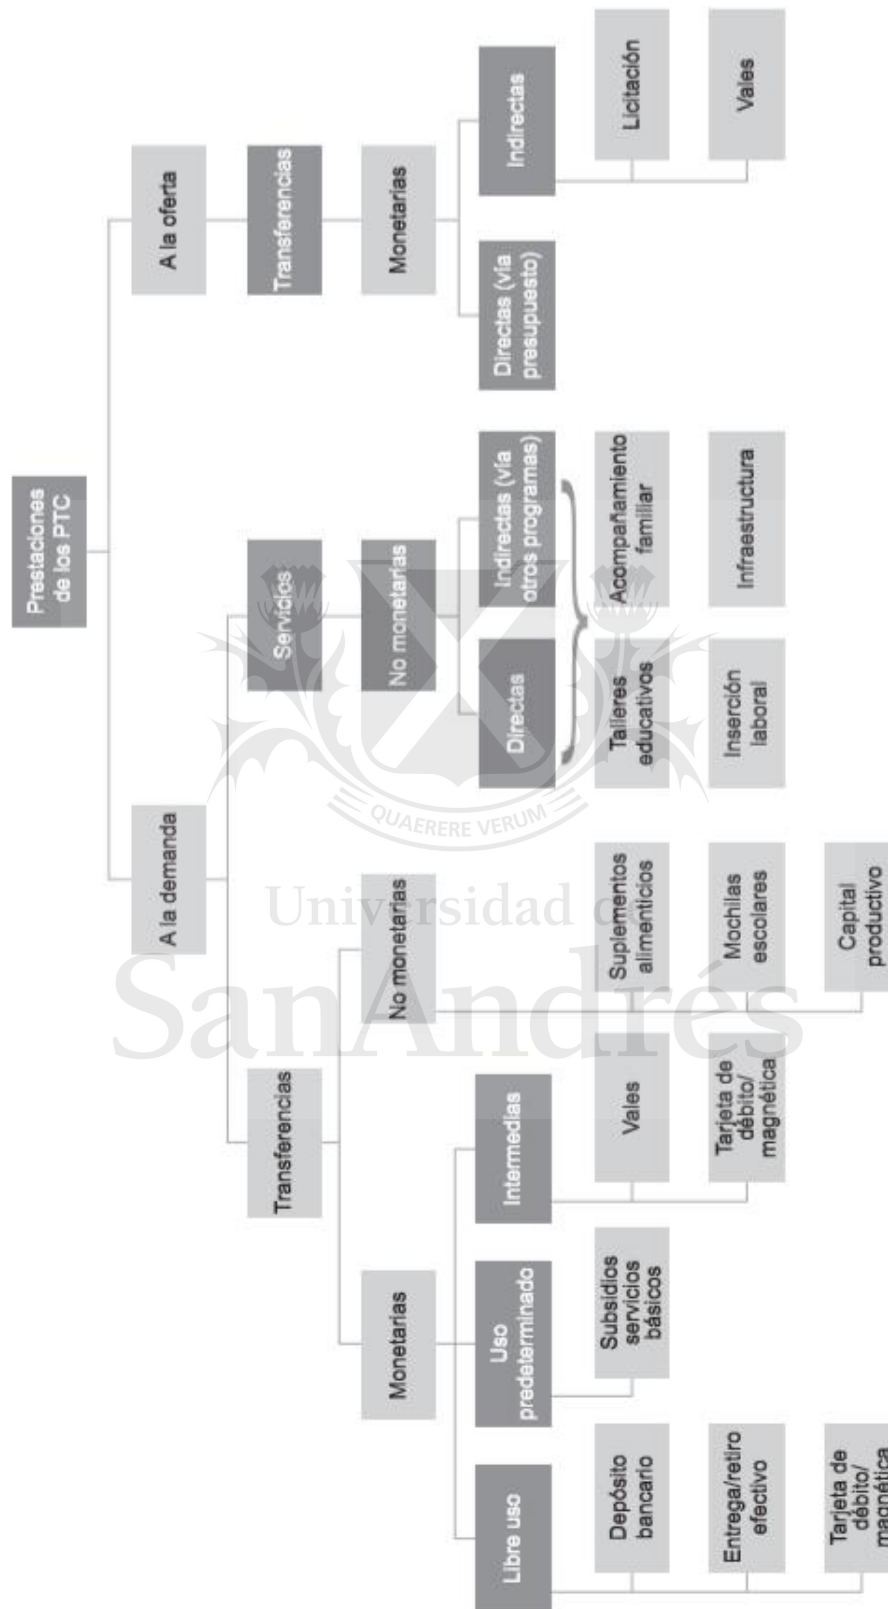 Prestaciones
de los PTC
A la demanda
A la oferta
Transferencias
Servicios
Transferencias
Monetarias
No monetarias
No monetarias
Monetarias
Libre uso
Uso
predeterminado
Intermedias
Directas
Indirectas (vía
otros programas)
Directas (vía
presupuesto)
Indirectas
Depósito
bancario
Subsidios
servicios
básicos
Vales
Suplementos
alimenticios
Talleres
educativos
Acompañamiento
familiar
Licitación
Entrega/retiro
efectivo
Tarjeta de
débito/
magnética
Mochilas
escolares
Inserción
laboral
Infraestructura
Vales
Tarjeta de
débito/
magnética
Capital
productivo
QUAERERE VERUM
Universidad de
SanAndrés